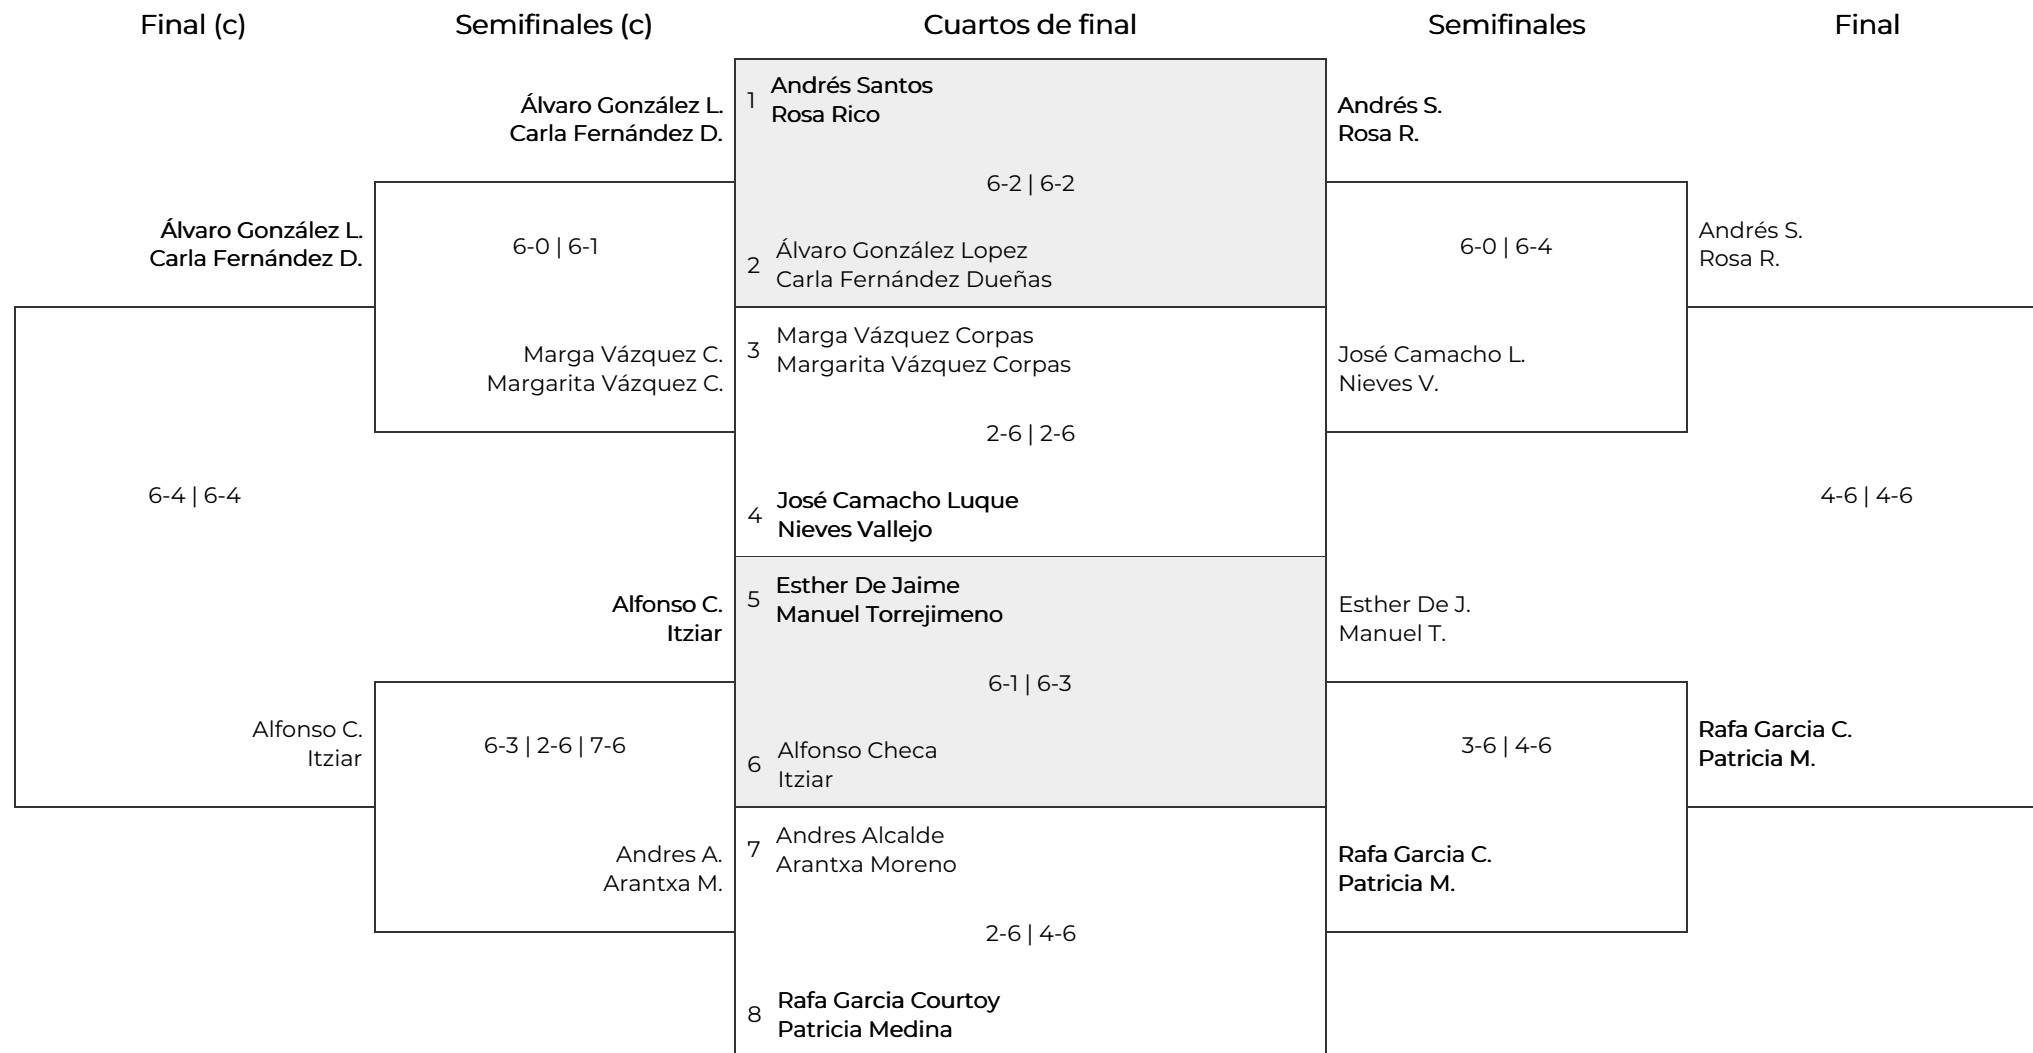 Final (c)
Semifinales (c)
Cuartos de final
Semifinales
Final
Álvaro González L.
Carla Fernández D.
6-4 | 6-4
Alfonso C.
Itziar
Álvaro González L.
Carla Fernández D.
6-0 | 6-1
Marga Vázquez C.
Margarita Vázquez C.
Alfonso C.
Itziar
6-3 | 2-6 | 7-6
Andres A.
Arantxa M.
1 Andrés Santos
Rosa Rico
6-2 | 6-2
2 Álvaro González Lopez
Carla Fernández Dueñas
3 Marga Vázquez Corpas
Margarita Vázquez Corpas
2-6 | 2-6
4 José Camacho Luque
Nieves Vallejo
5 Esther De Jaime
Manuel Torrejimeno
6-1 | 6-3
6 Alfonso Checa
Itziar
7 Andres Alcalde
Arantxa Moreno
2-6 | 4-6
8 Rafa Garcia Courtoy
Patricia Medina
Andrés S.
Rosa R.
6-0 | 6-4
José Camacho L.
Nieves V.
Esther De J.
Manuel T.
3-6 | 4-6
Rafa Garcia C.
Patricia M.
Andrés S.
Rosa R.
4-6 | 4-6
Rafa Garcia C.
Patricia M.